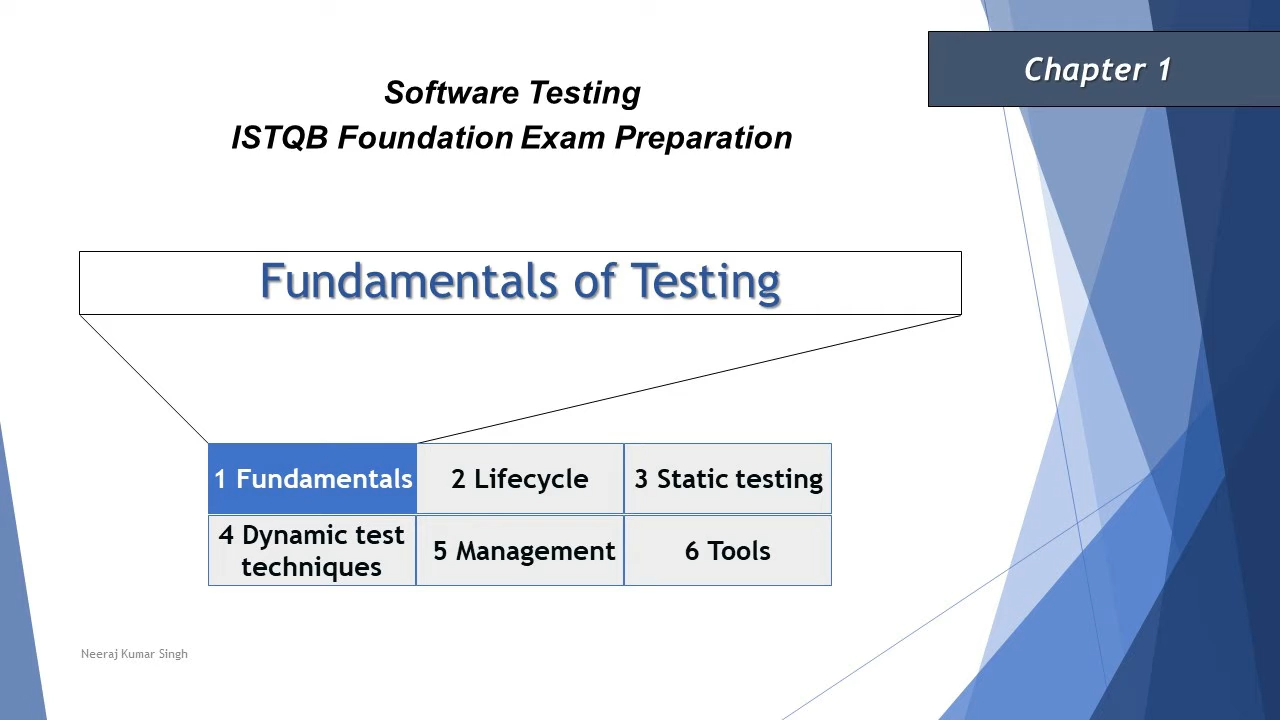 Chapter 1
Software Testing
ISTQB Foundation Exam Preparation
Fundamentals of Testing
1 Fundamentals
2 Lifecycle
3 Static testing
4 Dynamic test
techniques
5 Management
6 Tools
Neeraj Kumar Singh